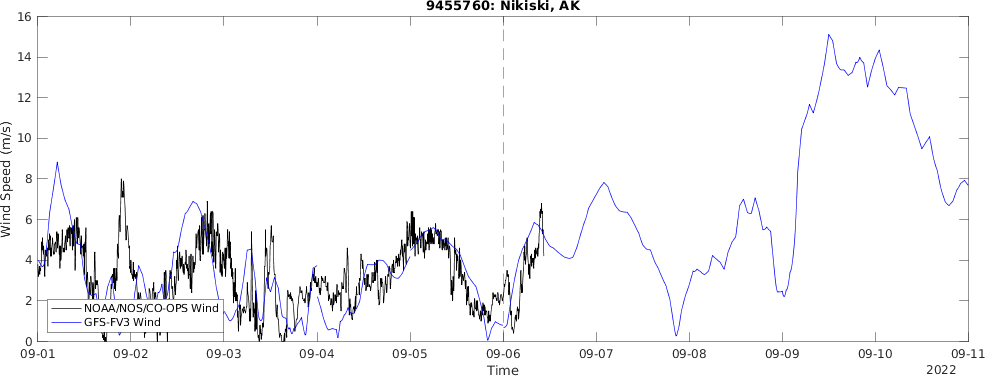 9455760: Nikiski, AK
16
14
12
10
8
6
4
2
0
Wind Speed (m/s)
NOAA/NOS/CO-OPS Wind
GFS-FV3 Wind
09-01 09-02 09-03 09-04 09-05 09-06 09-07 09-08 09-09 09-10 09-11
Time
2022